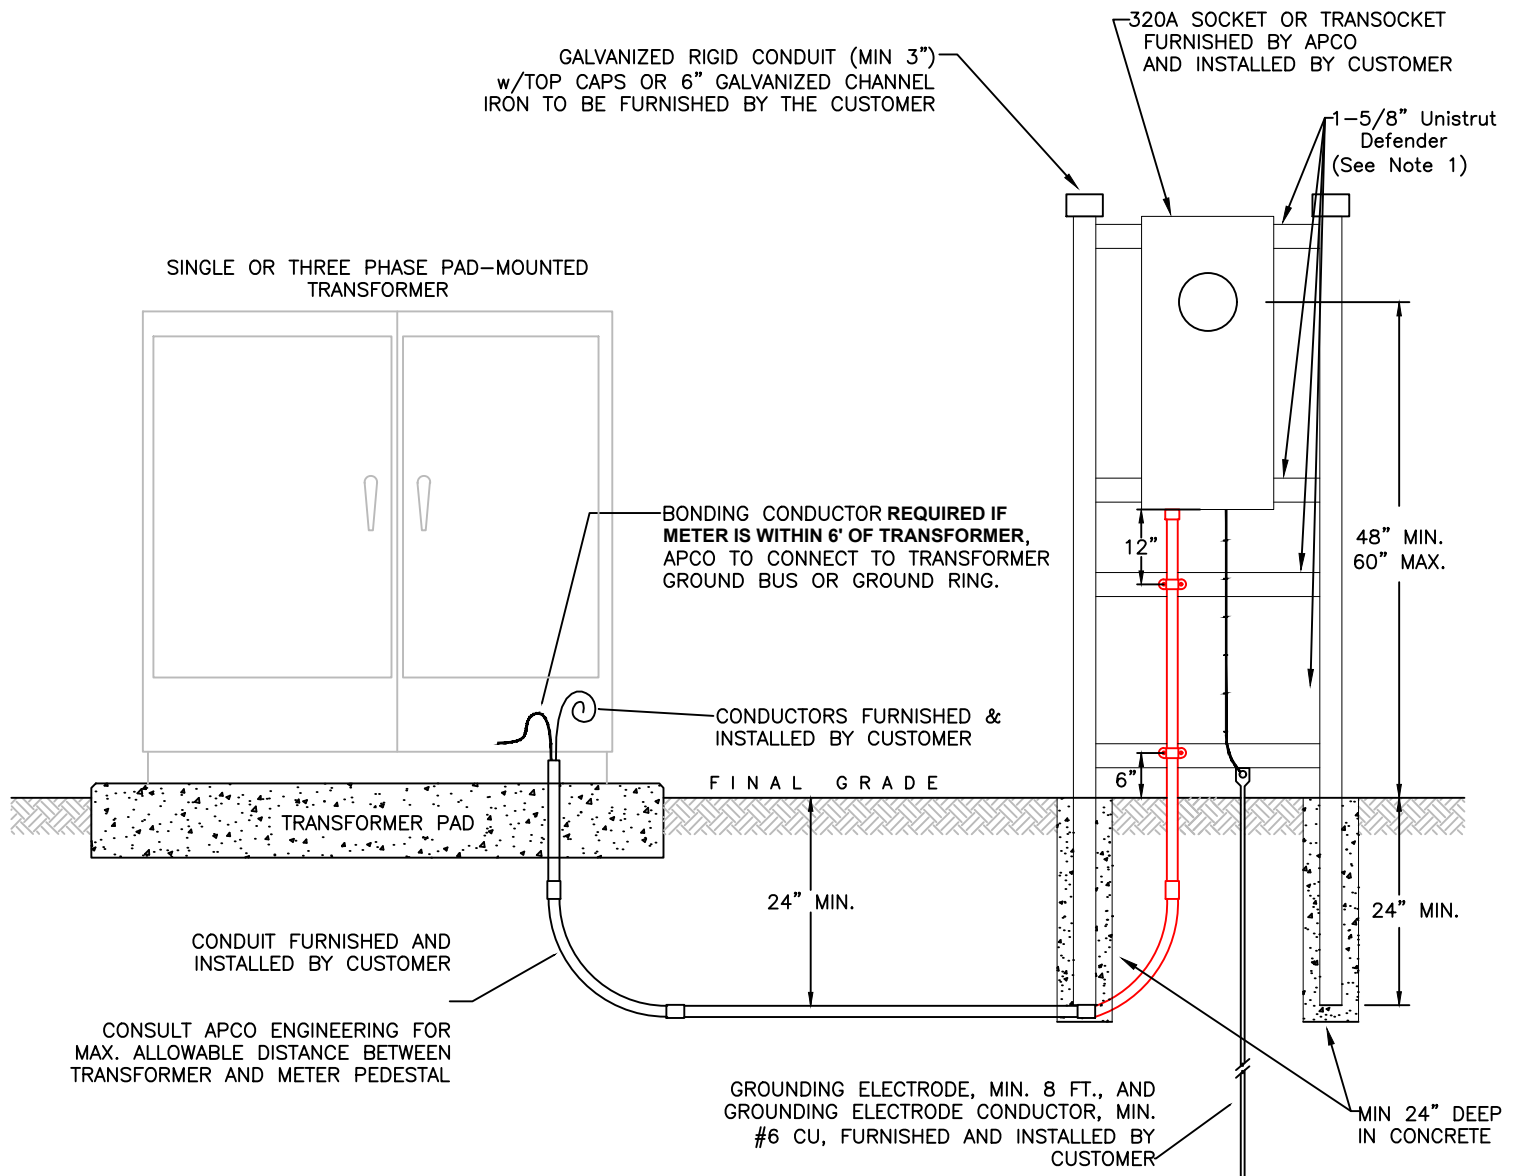 320A SOCKET OR TRANSOCKET
FURNISHED BY APCO
AND INSTALLED BY CUSTOMER
GALVANIZED RIGID CONDUIT (MIN 3")
w/TOP CAPS OR 6" GALVANIZED CHANNEL
IRON TO BE FURNISHED BY THE CUSTOMER
1-5/8" Unistrut
Defender
(See Note 1)
SINGLE OR THREE PHASE PAD-MOUNTED
TRANSFORMER
BONDING CONDUCTOR REQUIRED IF
METER IS WITHIN 6' OF TRANSFORMER,
APCO TO CONNECT TO TRANSFORMER
GROUND BUS OR GROUND RING.
12"
48" MIN.
60" MAX.
CONDUCTORS FURNISHED &
INSTALLED BY CUSTOMER
FINAL GRADE
6"
TRANSFORMER PAD
24" MIN.
24" MIN.
CONDUIT FURNISHED AND
INSTALLED BY CUSTOMER
CONSULT APCO ENGINEERING FOR
MAX. ALLOWABLE DISTANCE BETWEEN
TRANSFORMER AND METER PEDESTAL
GROUNDING ELECTRODE, MIN. 8 FT., AND
GROUNDING ELECTRODE CONDUCTOR, MIN.
#6 CU, FURNISHED AND INSTALLED BY
CUSTOMER
MIN 24" DEEP
IN CONCRETE